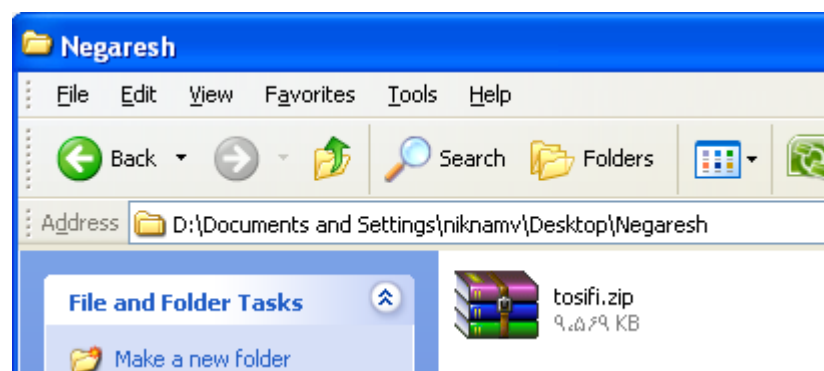 Negaresh
File Edit View Favorites Tools Help
Back Search Folders
Address D:\Documents and Settings\niknamv\Desktop\Negaresh
File and Folder Tasks
Make a new folder
tosifi.zip
۹،۵۶۹ KB